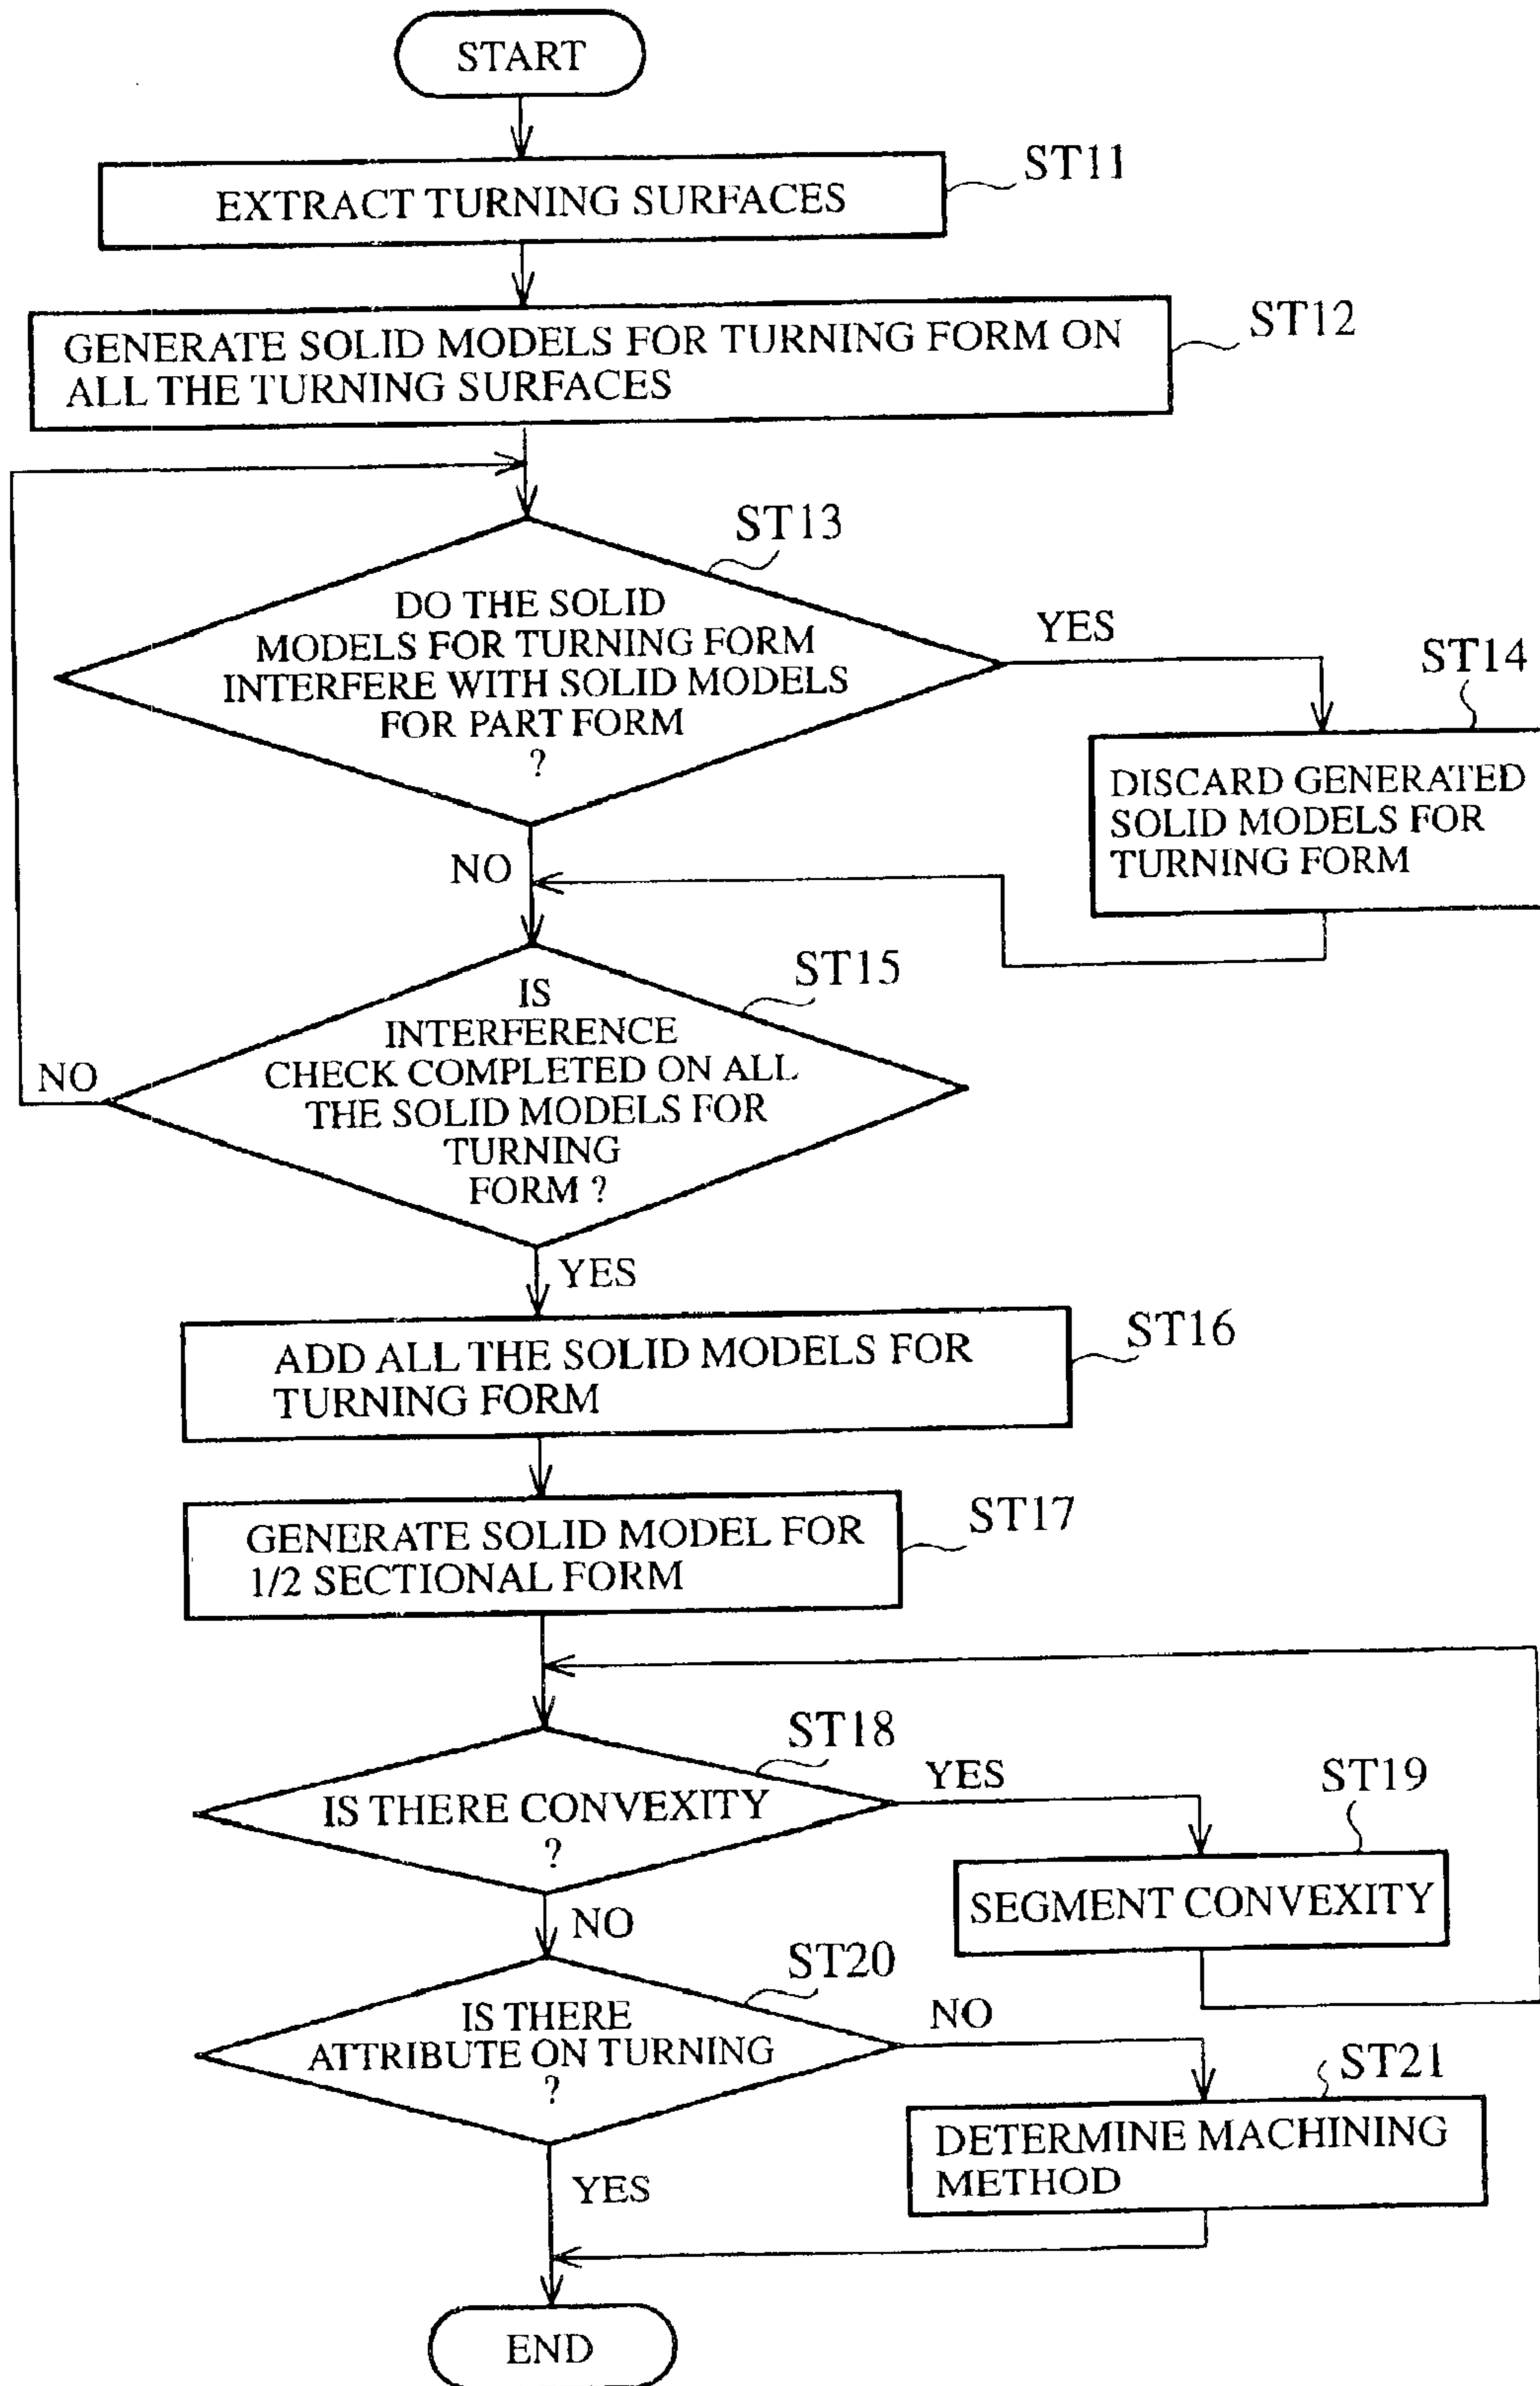 START
EXTRACT TURNING SURFACES
ST11
GENERATE SOLID MODELS FOR TURNING FORM ON
ALL THE TURNING SURFACES
ST12
ST13
DO THE SOLID
MODELS FOR TURNING FORM
INTERFERE WITH SOLID MODELS
FOR PART FORM
?
YES
ST14
DISCARD GENERATED
SOLID MODELS FOR
TURNING FORM
NO
ST15
IS
INTERFERENCE
CHECK COMPLETED ON ALL
THE SOLID MODELS FOR
TURNING
FORM ?
NO
YES
ST16
ADD ALL THE SOLID MODELS FOR
TURNING FORM
ST17
GENERATE SOLID MODEL FOR
1/2 SECTIONAL FORM
ST18
IS THERE CONVEXITY
?
YES
ST19
SEGMENT CONVEXITY
NO
ST20
IS THERE
ATTRIBUTE ON TURNING
?
NO
ST21
DETERMINE MACHINING
METHOD
YES
END